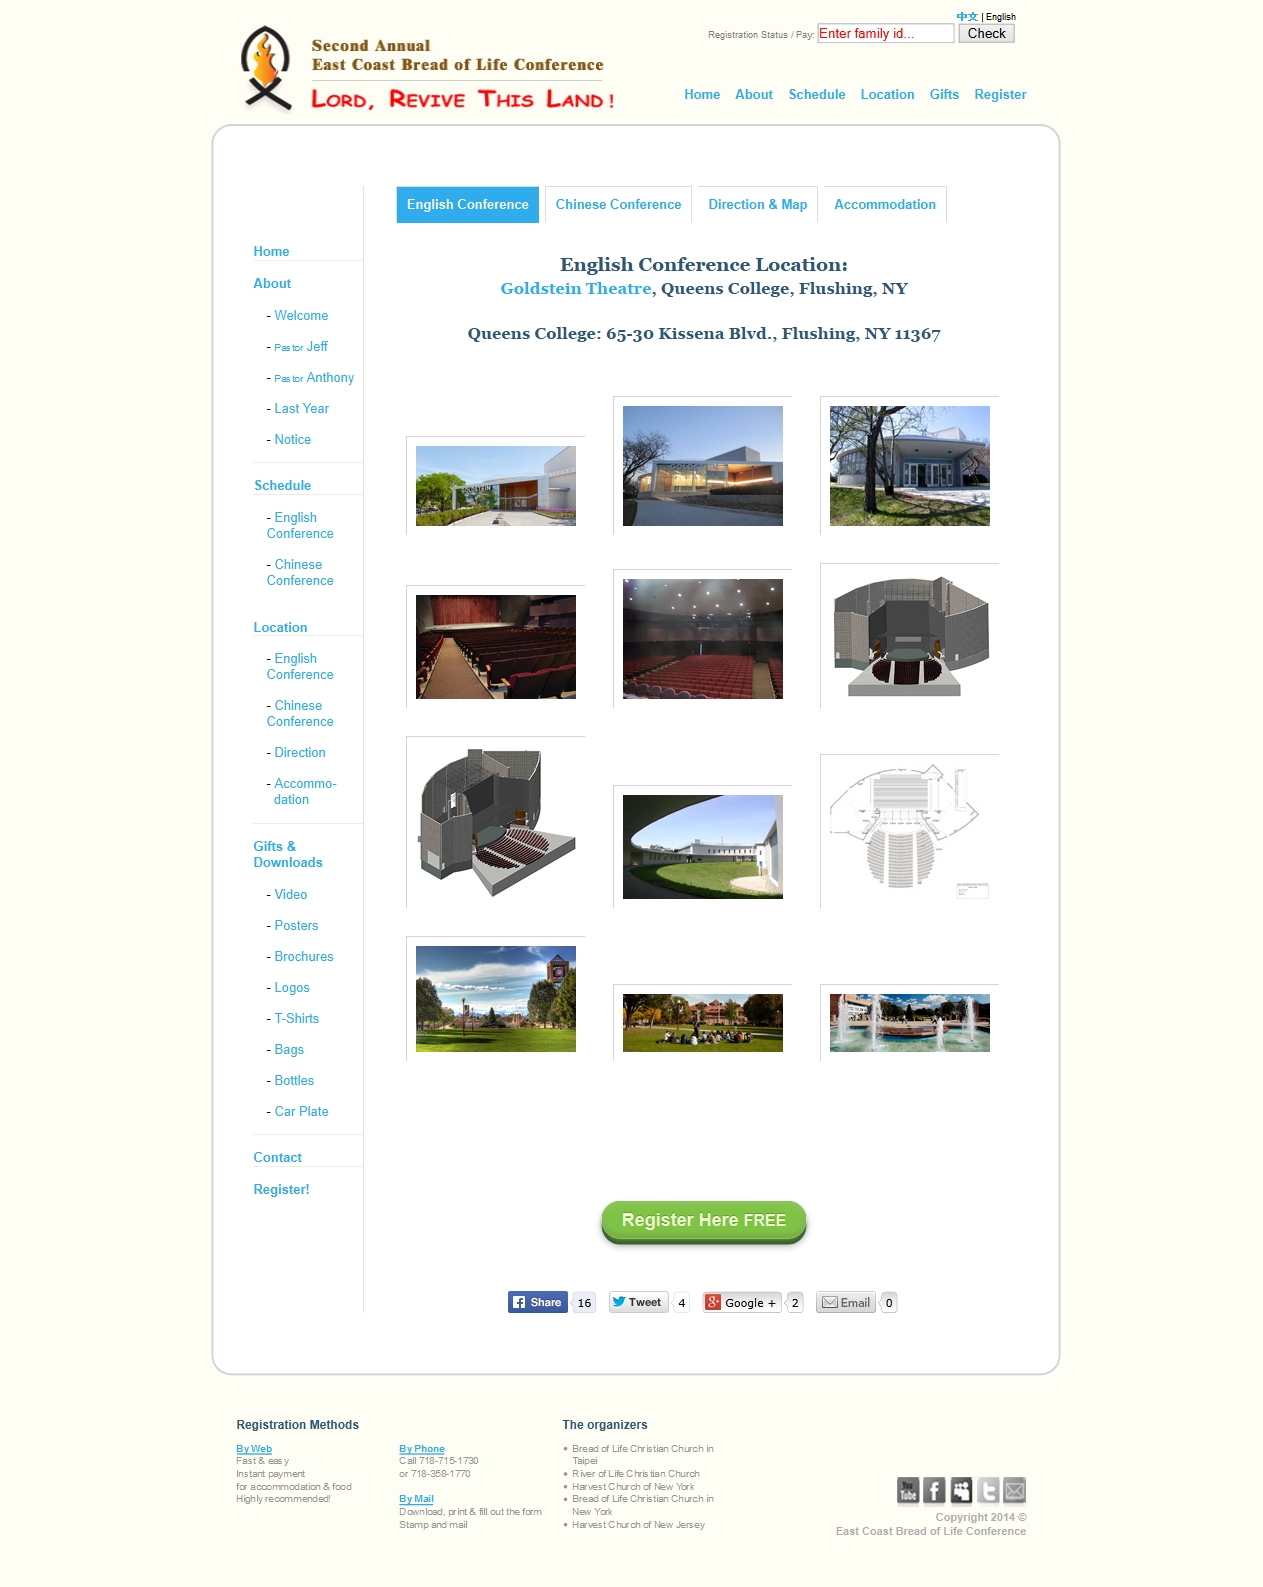 中文 | English
Registration Status / Pay: Enter family id... Check
Second Annual
East Coast Bread of Life Conference
LORD, REVIVE THIS LAND !
Home About Schedule Location Gifts Register
English Conference Chinese Conference Direction & Map Accommodation
Home
About
- Welcome
- Pastor Jeff
- Pastor Anthony
- Last Year
- Notice
Schedule
- English
Conference
- Chinese
Conference
Location
- English
Conference
- Chinese
Conference
- Direction
- Accommo-
dation
Gifts &
Downloads
- Video
- Posters
- Brochures
- Logos
- T-Shirts
- Bags
- Bottles
- Car Plate
Contact
Register!
English Conference Location:
Goldstein Theatre, Queens College, Flushing, NY
Queens College: 65-30 Kissena Blvd., Flushing, NY 11367
GOLDSTEIN
GOLDSTEIN
Register Here FREE
Share 16 Tweet 4 Google + 2 Email 0
Registration Methods
By Web
Fast & easy
Instant payment
for accommodation & food
Highly recommended!
By Phone
Call 718-715-1730
or 718-358-1770
By Mail
Download, print & fill out the form
Stamp and mail
The organizers
• Bread of Life Christian Church in
Taipei
• River of Life Christian Church
• Harvest Church of New York
• Bread of Life Christian Church in
New York
• Harvest Church of New Jersey
You
Tube
Copyright 2014 ©
East Coast Bread of Life Conference